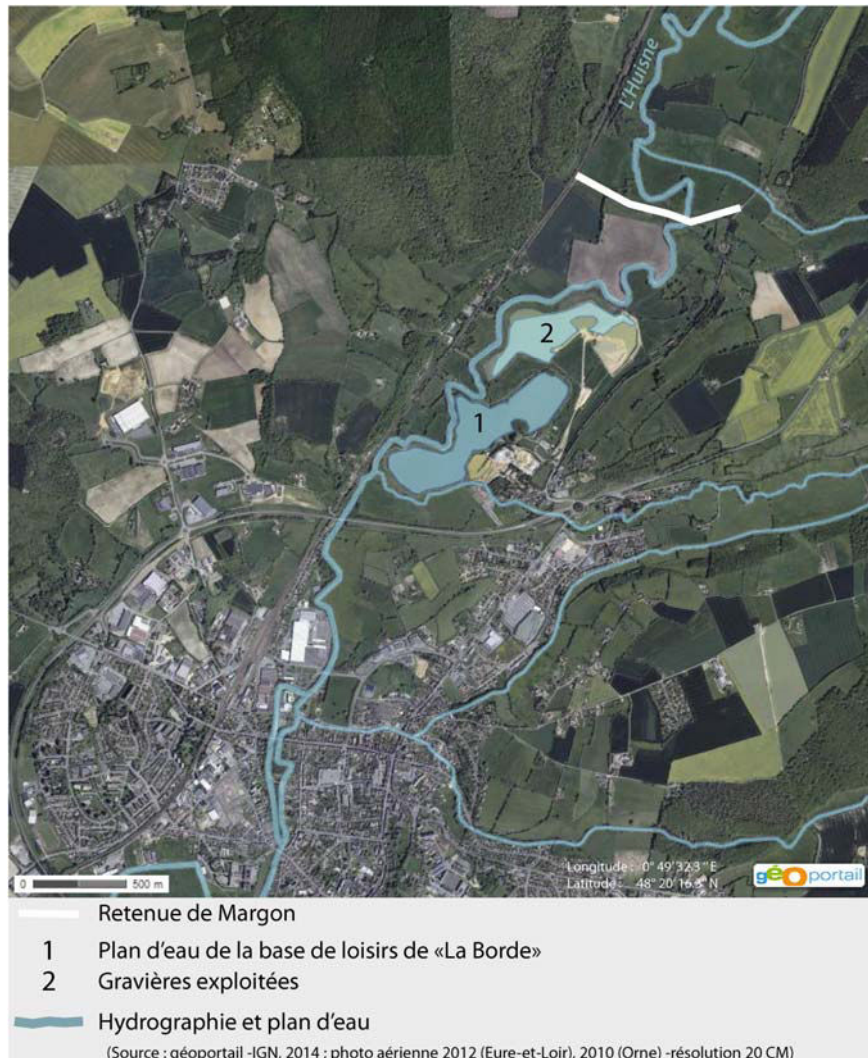 L'Huisne
2
1
0 500 m
Longitude : 0° 49' 32.3" E
Latitude : 48° 20' 16.3" N
géoportail
Retenue de Margon
1 Plan d'eau de la base de loisirs de «La Borde»
2 Gravières exploitées
Hydrographie et plan d'eau
(Source : géoportail -IGN, 2014 ; photo aérienne 2012 (Eure-et-Loir), 2010 (Orne) -résolution 20 CM)